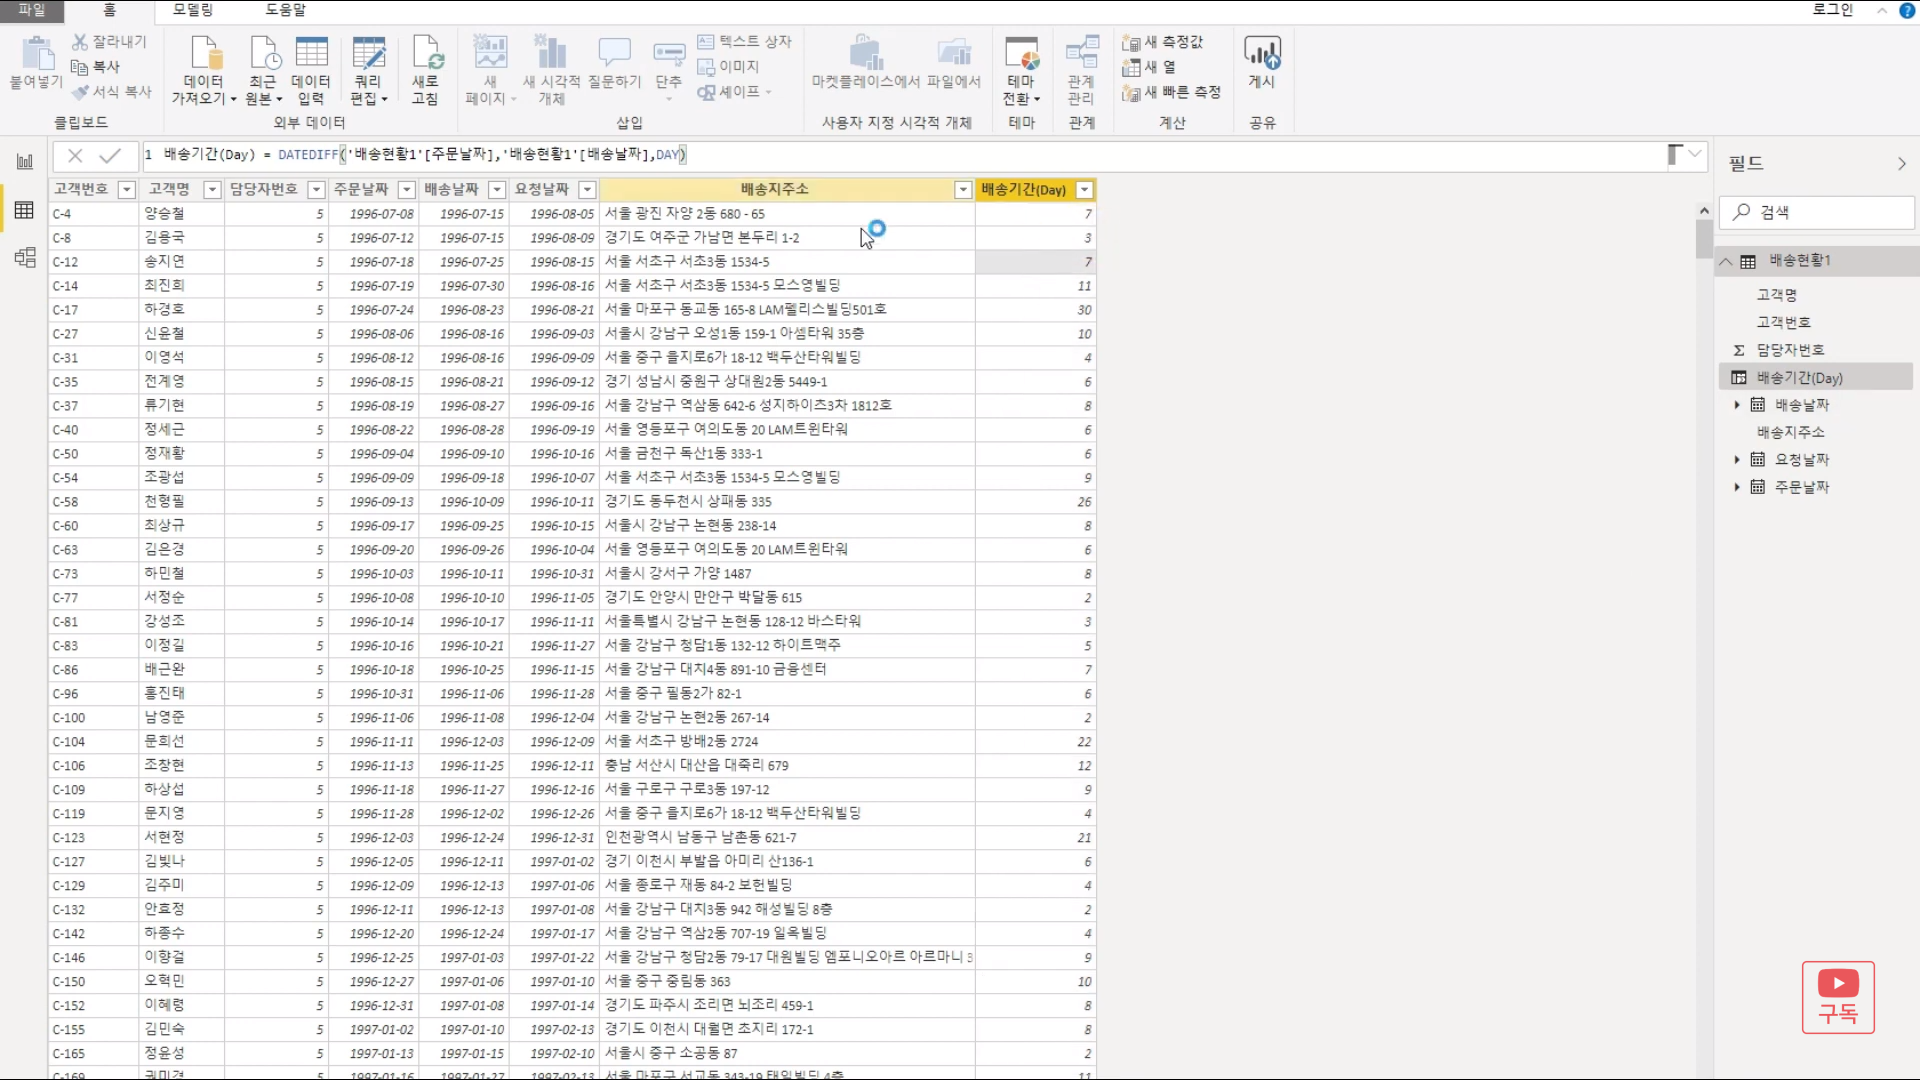 파일 홈 모델링 도움말 로그인
붙여넣기 잘라내기 복사 서식 복사
클립보드
데이터 가져오기 최근 원본 데이터 입력 쿼리 편집 새로 고침
외부 데이터
새 페이지 새 시각적 개체 질문하기 단추 텍스트 상자 이미지 셰이프
삽입
마켓플레이스에서 파일에서
사용자 지정 시각적 개체
테마 전환
테마
관계 관리
관계
새 측정값 새 열 새 빠른 측정
계산
게시
공유
1 배송기간(Day) = DATEDIFF('배송현황1'[주문날짜],'배송현황1'[배송날짜],DAY)
고객번호 고객명 담당자번호 주문날짜 배송날짜 요청날짜 배송지주소 배송기간(Day)
C-4 양승철 5 1996-07-08 1996-07-15 1996-08-05 서울 광진 자양 2동 680 - 65 7
C-8 김용국 5 1996-07-12 1996-07-15 1996-08-09 경기도 여주군 가남면 본두리 1-2 3
C-12 송지연 5 1996-07-18 1996-07-25 1996-08-15 서울 서초구 서초3동 1534-5 7
C-14 최진희 5 1996-07-19 1996-07-30 1996-08-16 서울 서초구 서초3동 1534-5 모스영빌딩 11
C-17 하경호 5 1996-07-24 1996-08-23 1996-08-21 서울 마포구 동교동 165-8 LAM펠리스빌딩501호 30
C-27 신윤철 5 1996-08-06 1996-08-16 1996-09-03 서울시 강남구 오성1동 159-1 아셈타워 35층 10
C-31 이영석 5 1996-08-12 1996-08-16 1996-09-09 서울 중구 을지로6가 18-12 백두산타워빌딩 4
C-35 전계영 5 1996-08-15 1996-08-21 1996-09-12 경기 성남시 중원구 상대원2동 5449-1 6
C-37 류기현 5 1996-08-19 1996-08-27 1996-09-16 서울 강남구 역삼동 642-6 성지하이츠3차 1812호 8
C-40 정세근 5 1996-08-22 1996-08-28 1996-09-19 서울 영등포구 여의도동 20 LAM트윈타워 6
C-50 정재황 5 1996-09-04 1996-09-10 1996-10-16 서울 금천구 독산1동 333-1 6
C-54 조광섭 5 1996-09-09 1996-09-18 1996-10-07 서울 서초구 서초3동 1534-5 모스영빌딩 9
C-58 천형필 5 1996-09-13 1996-10-09 1996-10-11 경기도 동두천시 상패동 335 26
C-60 최상규 5 1996-09-17 1996-09-25 1996-10-15 서울시 강남구 논현동 238-14 8
C-63 김은경 5 1996-09-20 1996-09-26 1996-10-04 서울 영등포구 여의도동 20 LAM트윈타워 6
C-73 하민철 5 1996-10-03 1996-10-11 1996-10-31 서울시 강서구 가양 1487 8
C-77 서정순 5 1996-10-08 1996-10-10 1996-11-05 경기도 안양시 만안구 박달동 615 2
C-81 강성조 5 1996-10-14 1996-10-17 1996-11-11 서울특별시 강남구 논현동 128-12 바스타워 3
C-83 이정길 5 1996-10-16 1996-10-21 1996-11-27 서울 강남구 청담1동 132-12 하이트맥주 5
C-86 배근완 5 1996-10-18 1996-10-25 1996-11-15 서울 강남구 대치4동 891-10 금융센터 7
C-96 홍진태 5 1996-10-31 1996-11-06 1996-11-28 서울 중구 필동2가 82-1 6
C-100 남영준 5 1996-11-06 1996-11-08 1996-12-04 서울 강남구 논현2동 267-14 2
C-104 문희선 5 1996-11-11 1996-12-03 1996-12-09 서울 서초구 방배2동 2724 22
C-106 조창현 5 1996-11-13 1996-11-25 1996-12-11 충남 서산시 대산읍 대죽리 679 12
C-109 하상섭 5 1996-11-18 1996-11-27 1996-12-16 서울 구로구 구로3동 197-12 9
C-119 문지영 5 1996-11-28 1996-12-02 1996-12-26 서울 중구 을지로6가 18-12 백두산타워빌딩 4
C-123 서현정 5 1996-12-03 1996-12-24 1996-12-31 인천광역시 남동구 남촌동 621-7 21
C-127 김빛나 5 1996-12-05 1996-12-11 1997-01-02 경기 이천시 부발읍 아미리 산136-1 6
C-129 김주미 5 1996-12-09 1996-12-13 1997-01-06 서울 종로구 재동 84-2 보헌빌딩 4
C-132 안효정 5 1996-12-11 1996-12-13 1997-01-08 서울 강남구 대치3동 942 해성빌딩 8층 2
C-142 하종수 5 1996-12-20 1996-12-24 1997-01-17 서울 강남구 역삼2동 707-19 일옥빌딩 4
C-146 이향걸 5 1996-12-25 1997-01-03 1997-01-22 서울 강남구 청담2동 79-17 대원빌딩 엠포니오아르 아르마니 3 9
C-150 오혁민 5 1996-12-27 1997-01-06 1997-01-10 서울 중구 중림동 363 10
C-152 이혜령 5 1996-12-31 1997-01-08 1997-01-14 경기도 파주시 조리면 뇌조리 459-1 8
C-155 김민숙 5 1997-01-02 1997-01-10 1997-02-13 경기도 이천시 대월면 초지리 172-1 8
C-165 정윤성 5 1997-01-13 1997-01-15 1997-02-10 서울시 중구 소공동 87 2
C-169 권미경 5 1997-01-16 1997-01-27 1997-02-13 서울 마포구 서교동 343-19 태일빌딩 4층 11
필드
검색
배송현황1
고객명
고객번호
담당자번호
배송기간(Day)
배송날짜
배송지주소
요청날짜
주문날짜
구독